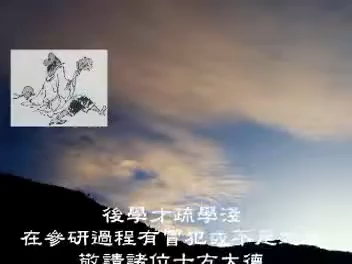 後學才疏學淺
在參研過程有冒犯或不
敬請諸位十方大德